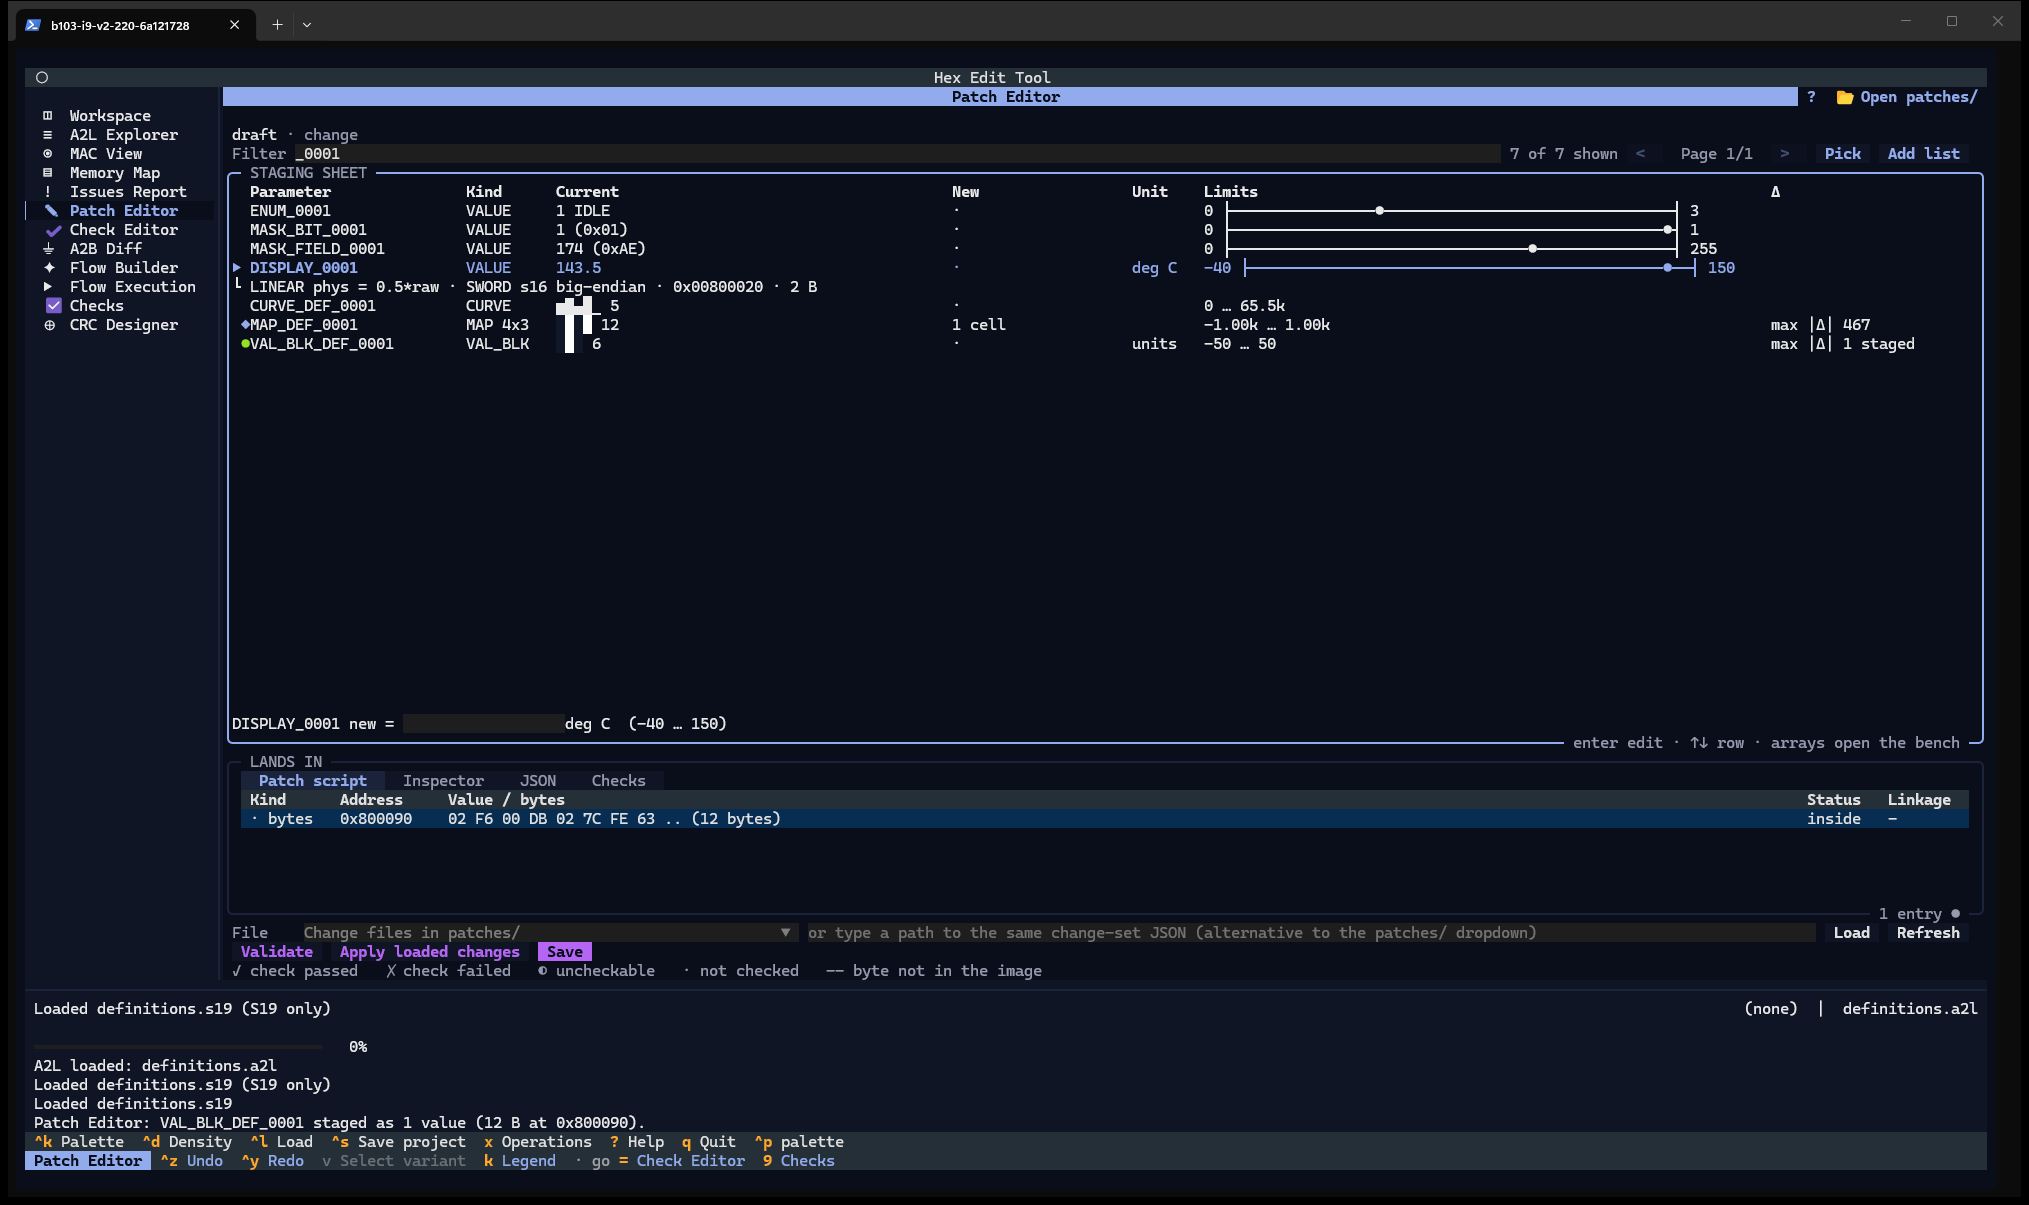 b103-i9-v2-220-6a121728
Hex Edit Tool
Patch Editor ? Open patches/
Workspace
A2L Explorer
MAC View
Memory Map
! Issues Report
Patch Editor
Check Editor
A2B Diff
Flow Builder
Flow Execution
Checks
CRC Designer
draft · change
Filter _0001 7 of 7 shown < Page 1/1 > Pick Add list
STAGING SHEET
Parameter Kind Current New Unit Limits Δ
ENUM_0001 VALUE 1 IDLE · 0 3
MASK_BIT_0001 VALUE 1 (0x01) · 0 1
MASK_FIELD_0001 VALUE 174 (0xAE) · 0 255
DISPLAY_0001 VALUE 143.5 · deg C -40 150
└ LINEAR phys = 0.5*raw · SWORD s16 big-endian · 0x00800020 · 2 B
CURVE_DEF_0001 CURVE 5 · 0 … 65.5k
◆MAP_DEF_0001 MAP 4x3 12 1 cell -1.00k … 1.00k max |Δ| 467
●VAL_BLK_DEF_0001 VAL_BLK 6 · units -50 … 50 max |Δ| 1 staged
DISPLAY_0001 new = deg C (-40 … 150)
enter edit · ↑↓ row · arrays open the bench
LANDS IN
Patch script Inspector JSON Checks
Kind Address Value / bytes Status Linkage
· bytes 0x800090 02 F6 00 DB 02 7C FE 63 .. (12 bytes) inside -
1 entry ●
File Change files in patches/ ▼ or type a path to the same change-set JSON (alternative to the patches/ dropdown) Load Refresh
Validate Apply loaded changes Save
✓ check passed ✗ check failed ◐ uncheckable · not checked -- byte not in the image
Loaded definitions.s19 (S19 only) (none) | definitions.a2l
0%
A2L loaded: definitions.a2l
Loaded definitions.s19 (S19 only)
Loaded definitions.s19
Patch Editor: VAL_BLK_DEF_0001 staged as 1 value (12 B at 0x800090).
^k Palette ^d Density ^l Load ^s Save project x Operations ? Help q Quit ^p palette
Patch Editor ^z Undo ^y Redo v Select variant k Legend · go = Check Editor 9 Checks